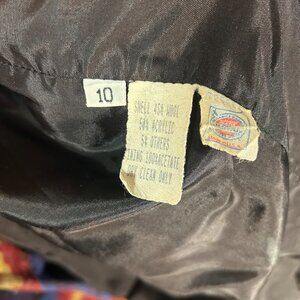 10
SHELL 45% WOOL
50% ACRYLIC
5% OTHERS
LINING 100%ACETATE
DRY CLEAN ONLY